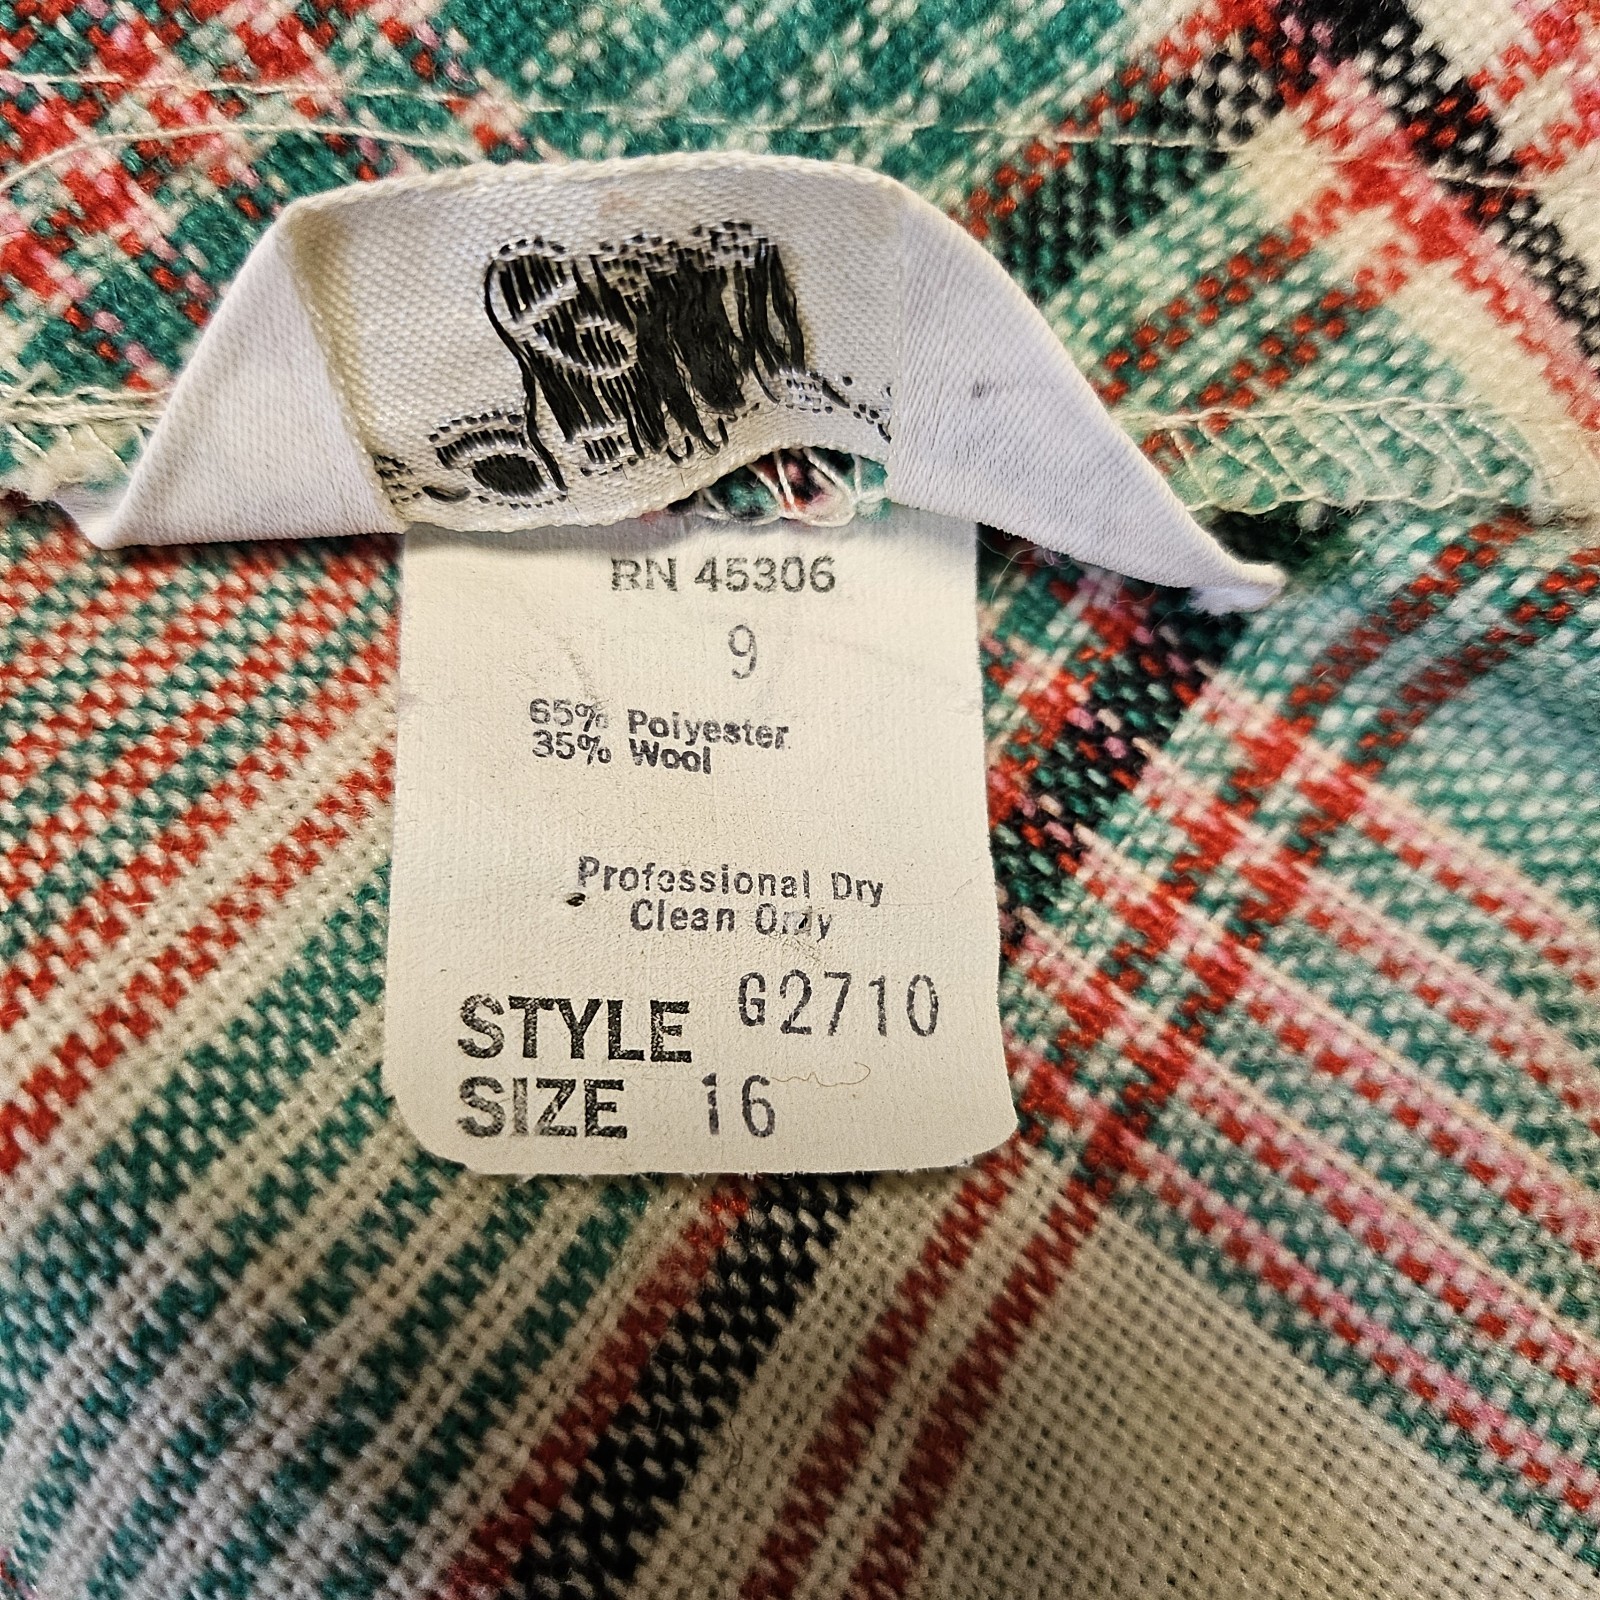 RN 45306
9
65% Polyester
35% Wool
Professional Dry
Clean Only
STYLE G2710
SIZE 16